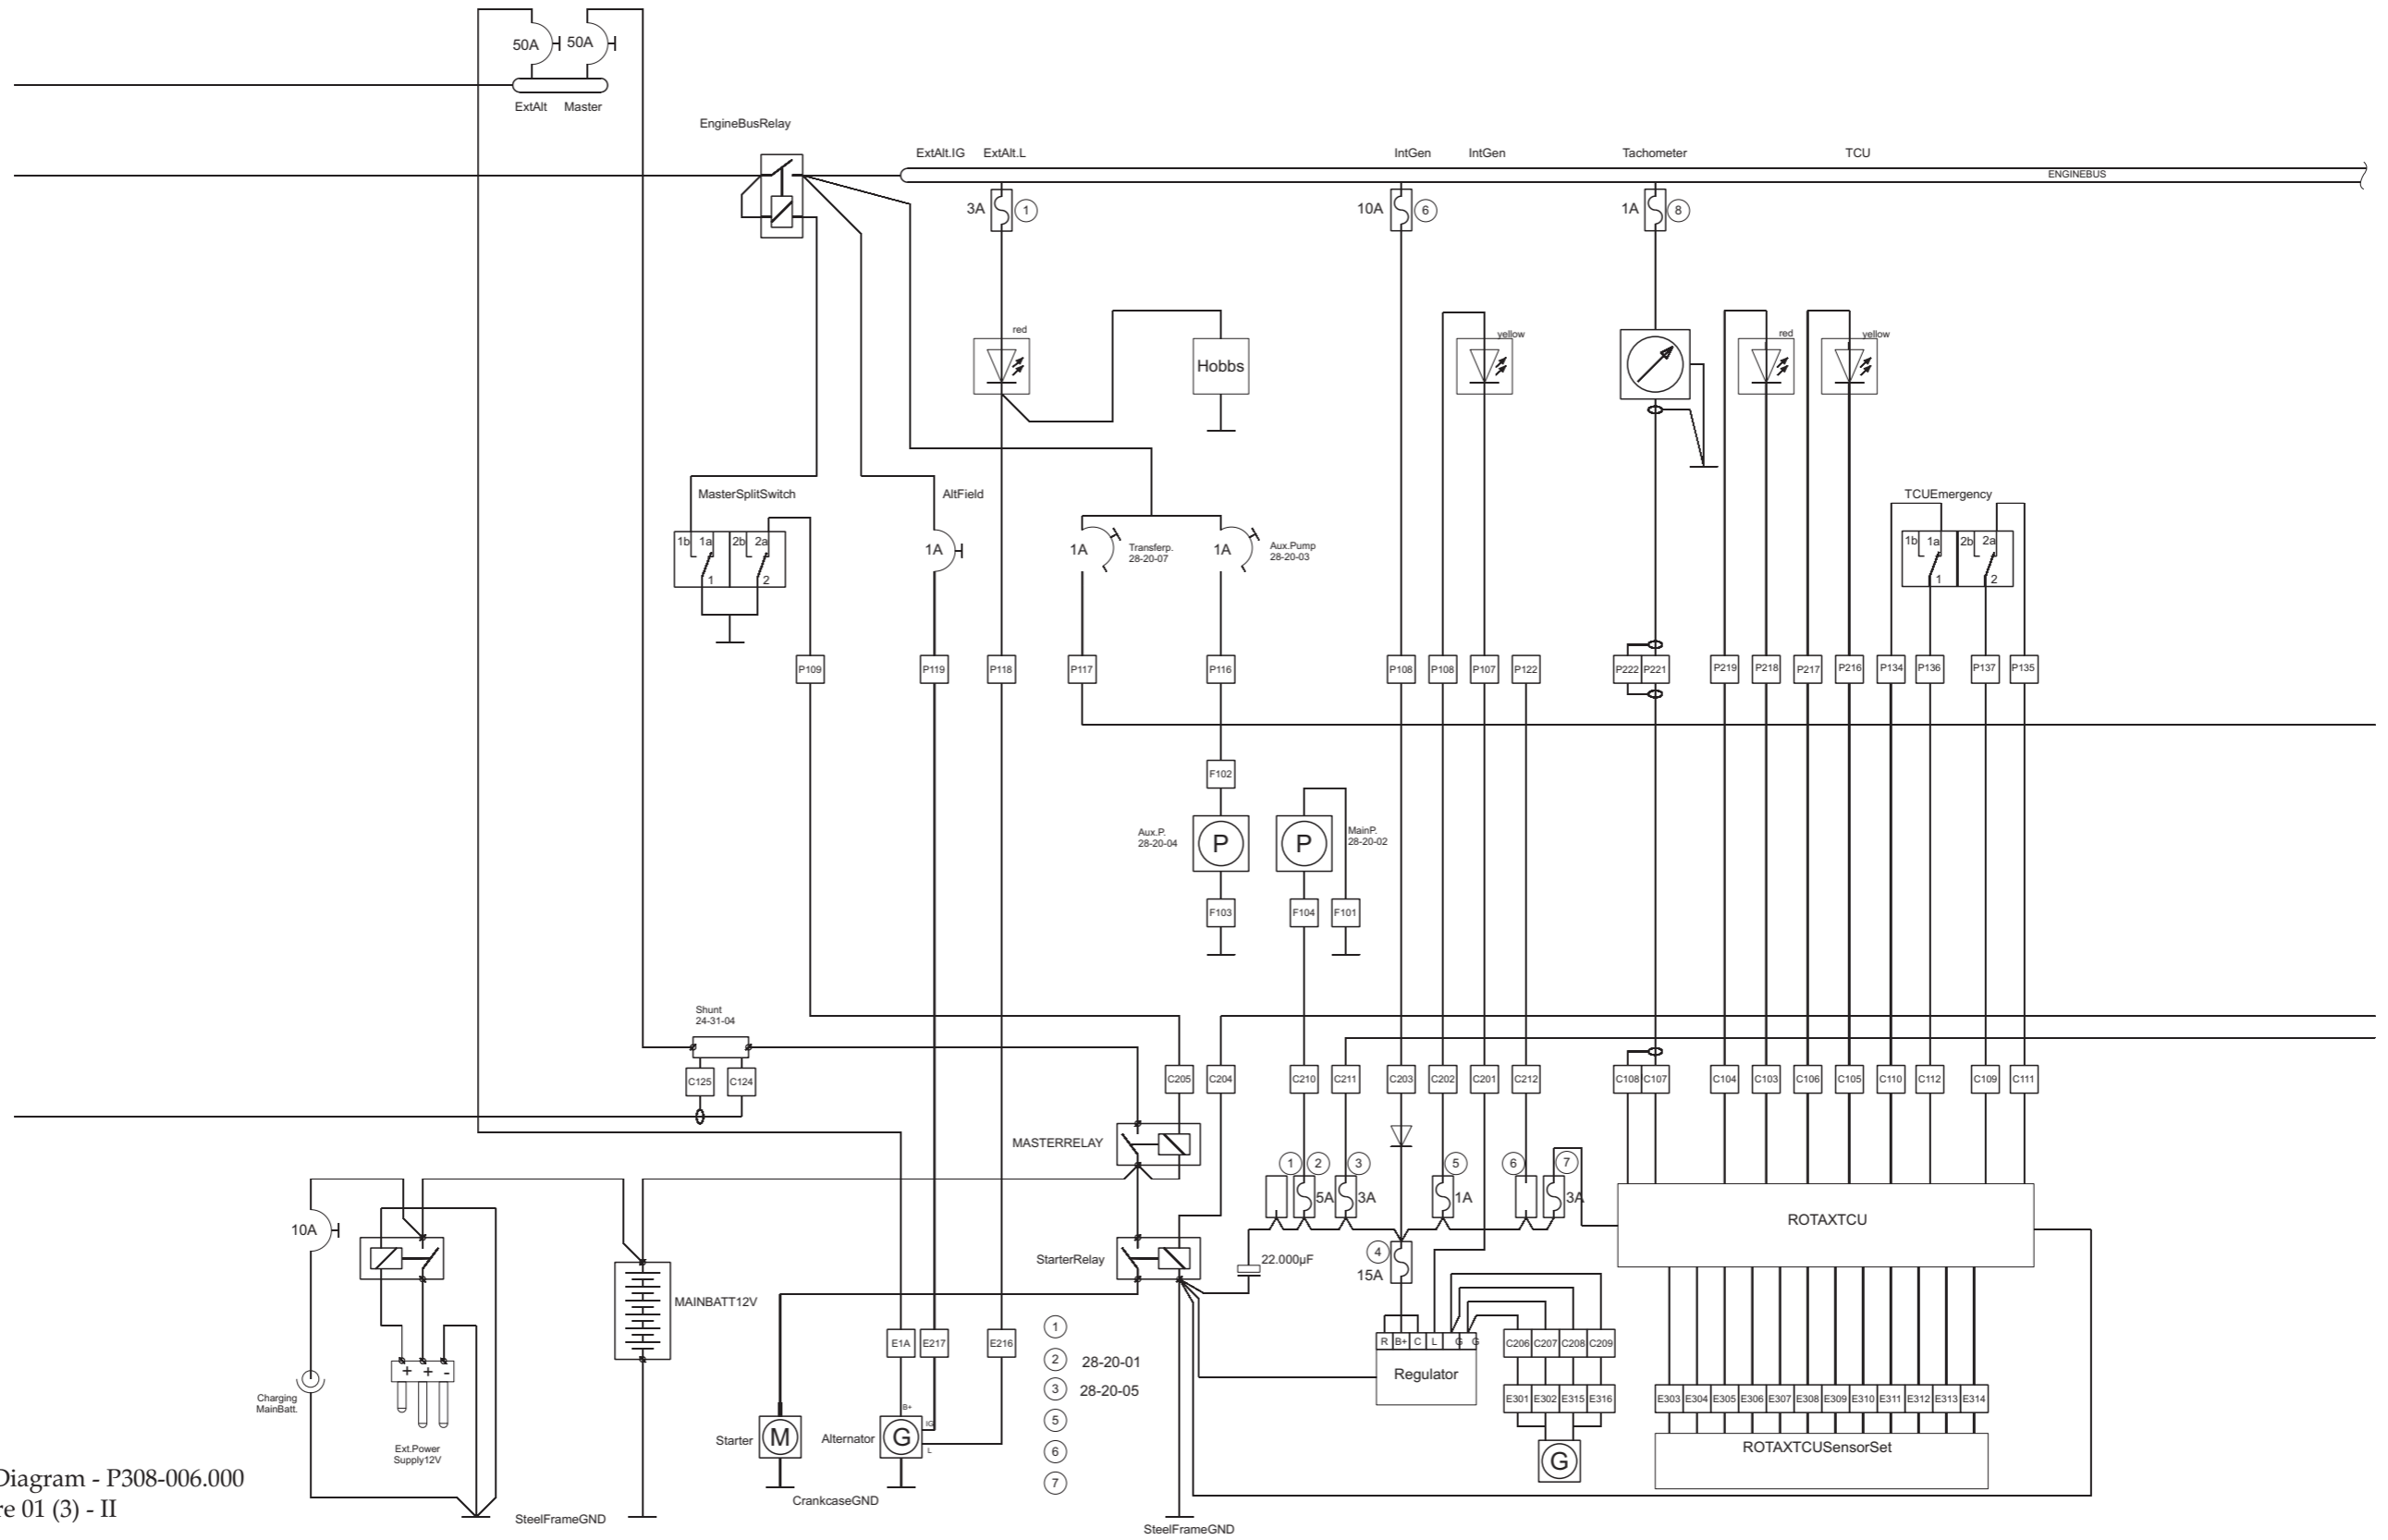 50A 50A
ExtAlt Master
EngineBusRelay
ExtAlt.IG ExtAlt.L IntGen IntGen Tachometer TCU
ENGINEBUS
3A 1 10A 6 1A 8
red
Hobbs
yellow
red
yellow
MasterSplitSwitch
AltField
TCUEmergency
1b 1a 2b 2a
1 2
1A
1A
Transferp.
28-20-07
1A
Aux.Pump
28-20-03
1b 1a 2b 2a
1 2
P109 P119 P118 P117 P116 P108 P108 P107 P122 P222 P221 P219 P218 P217 P216 P134 P136 P137 P135
F102
Aux.P.
28-20-04
P
P
MainP.
28-20-02
F103 F104 F101
Shunt
24-31-04
C125 C124 C205 C204 C210 C211 C203 C202 C201 C212 C108 C107 C104 C103 C106 C105 C110 C112 C109 C111
MASTERRELAY
1 2 3 5 6 7
5A 3A 1A 3A
10A
StarterRelay
22.000µF
4
15A
ROTAXTCU
MAINBATT12V
E1A E217 E216
R B+ C L G G
Regulator
C206 C207 C208 C209
E301 E302 E315 E316
E303 E304 E305 E306 E307 E308 E309 E310 E311 E312 E313 E314
+ + -
Charging
MainBatt.
Ext.Power
Supply12V
1
2 28-20-01
3 28-20-05
5
6
7
Starter M
Alternator G
B+
IG
L
G
ROTAXTCUSensorSet
CrankcaseGND
SteelFrameGND
SteelFrameGND
Diagram - P308-006.000
re 01 (3) - II